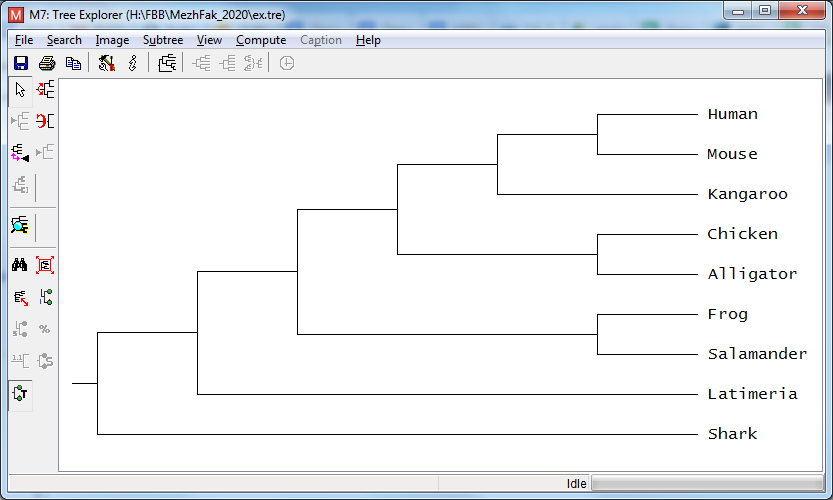 M7: Tree Explorer (H:\FBB\MezhFak_2020\ex.tre)
File Search Image Subtree View Compute Caption Help
Human
Mouse
Kangaroo
Chicken
Alligator
Frog
Salamander
Latimeria
Shark
Idle